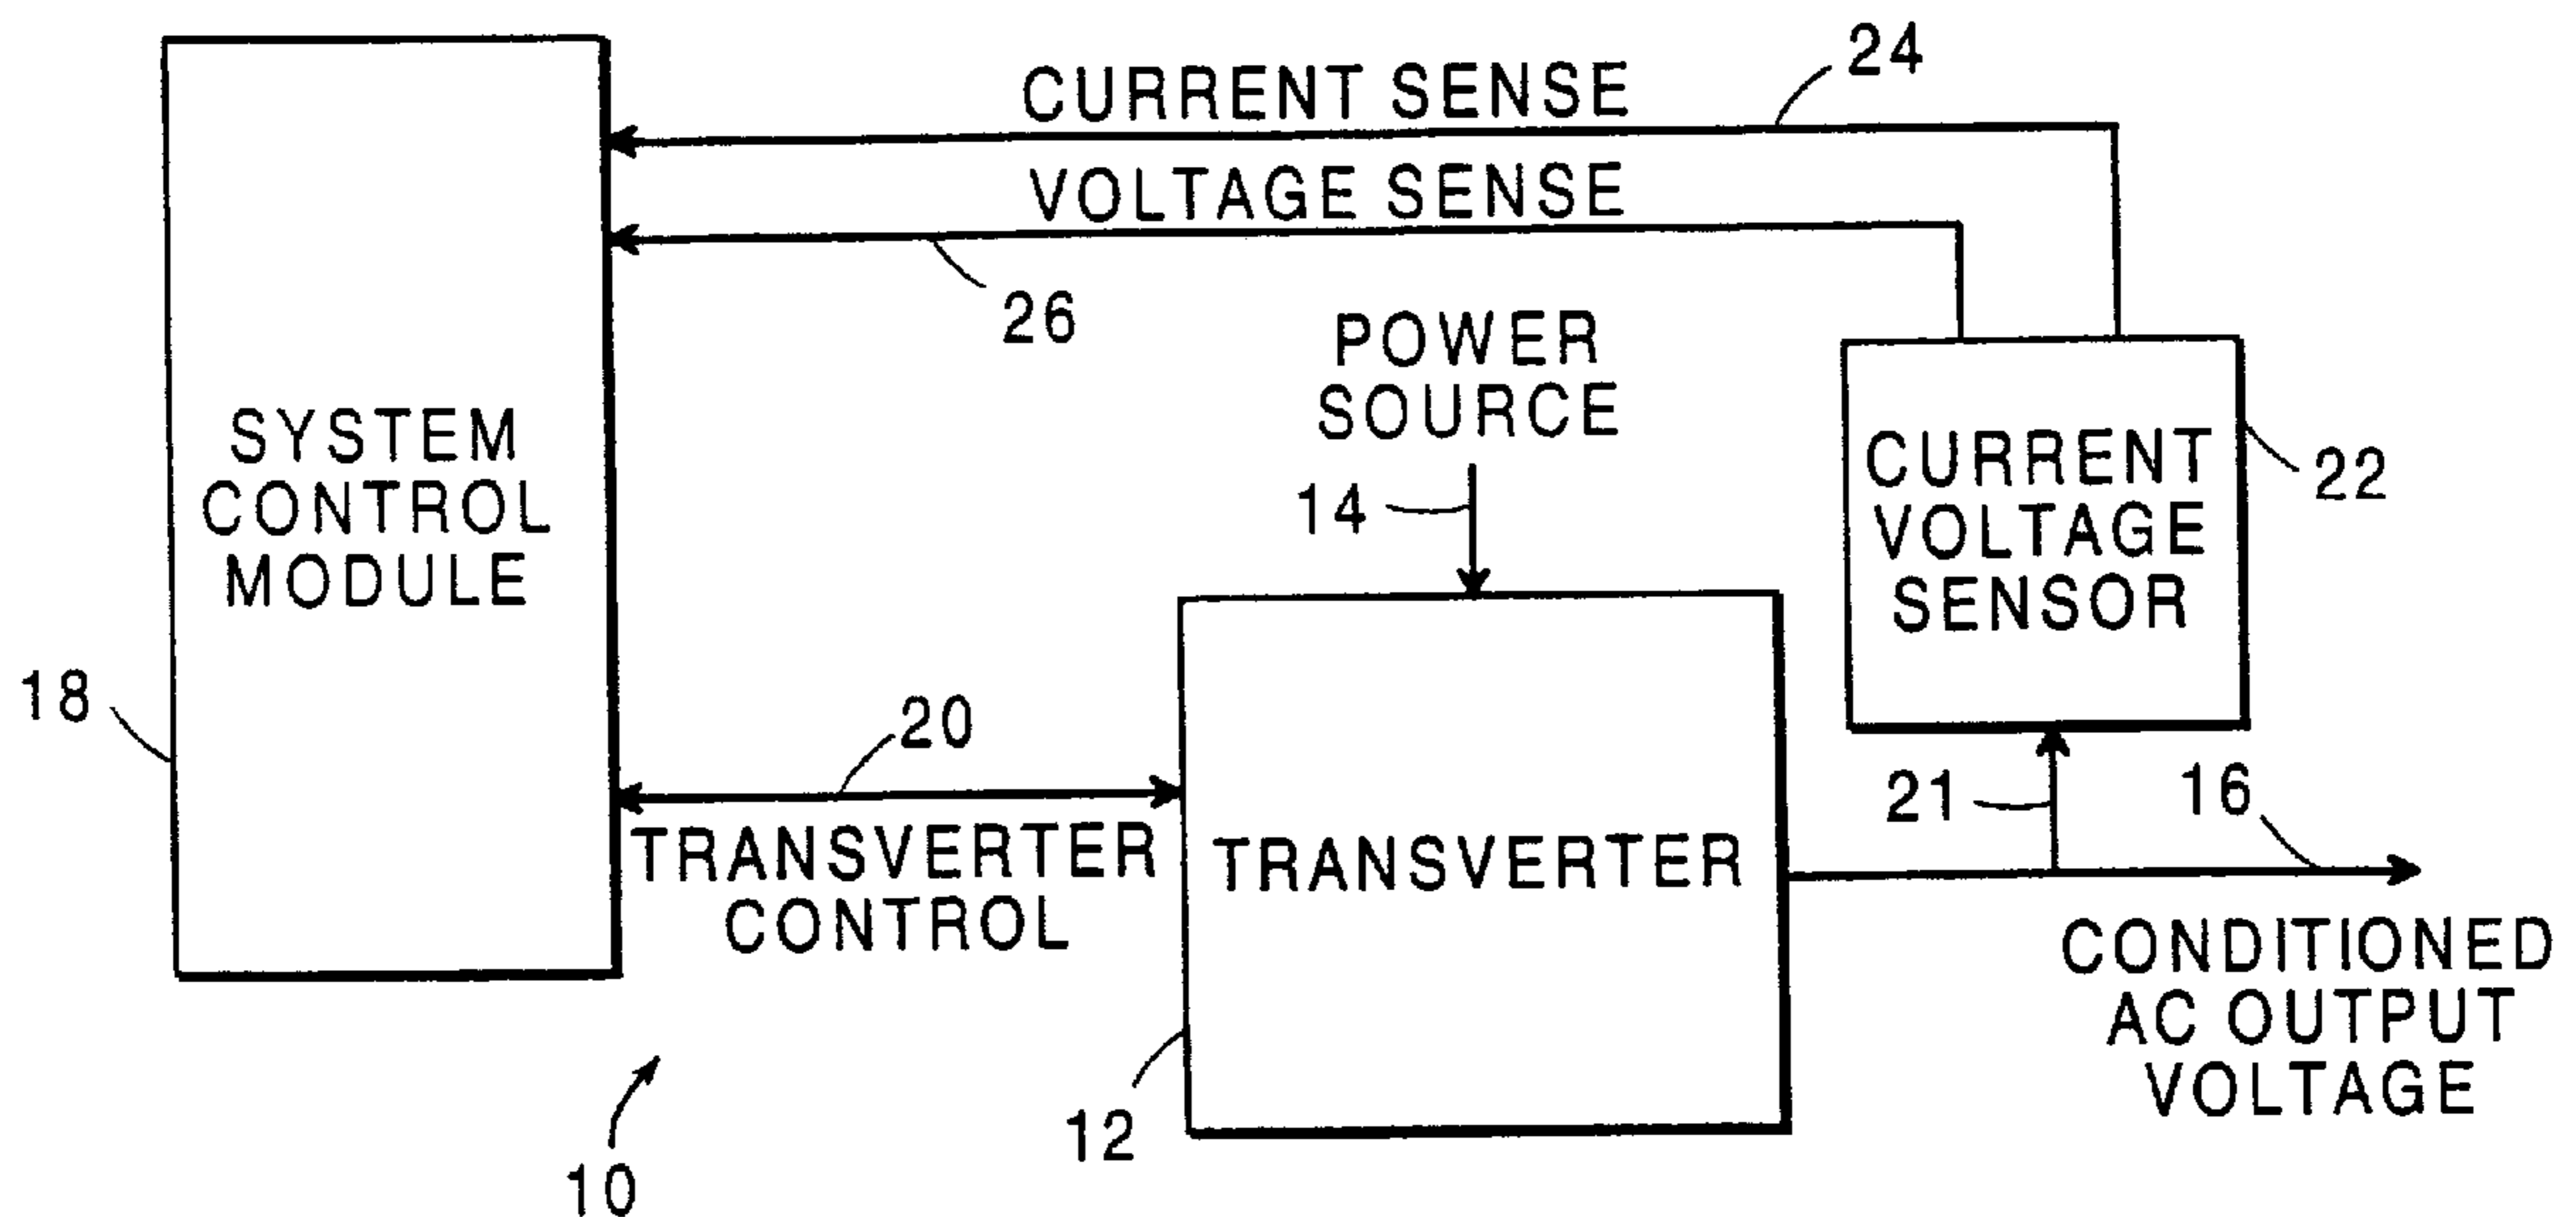 24
CURRENT SENSE
VOLTAGE SENSE
26
POWER
SOURCE
14
SYSTEM
CONTROL
MODULE
CURRENT
VOLTAGE
SENSOR
22
18
20
TRANSVERTER
CONTROL
TRANSVERTER
21
16
CONDITIONED
AC OUTPUT
VOLTAGE
12
10